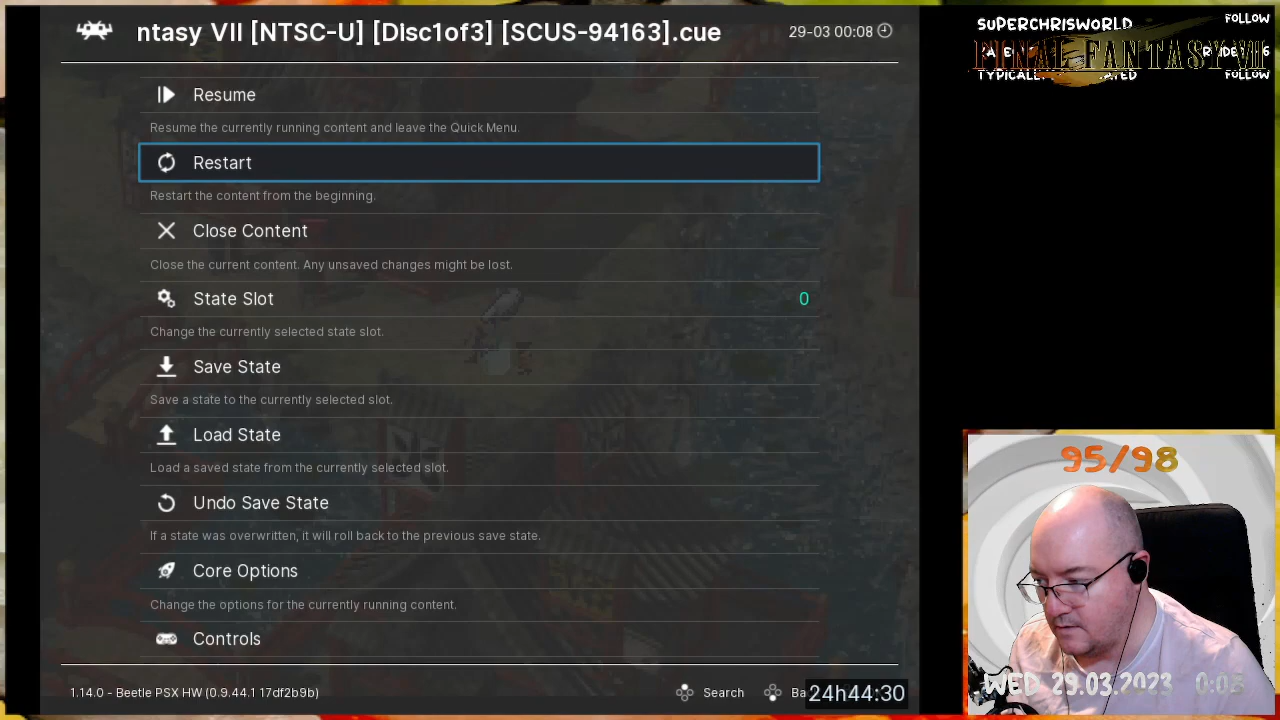 ntasy VII [NTSC-U] [Disc1of3] [SCUS-94163].cue
29-03 00:08
Resume
Resume the currently running content and leave the Quick Menu.
Restart
Restart the content from the beginning.
Close Content
Close the current content. Any unsaved changes might be lost.
State Slot 0
Change the currently selected state slot.
Save State
Save a state to the currently selected slot.
Load State
Load a saved state from the currently selected slot.
Undo Save State
If a state was overwritten, it will roll back to the previous save state.
Core Options
Change the options for the currently running content.
Controls
1.14.0 - Beetle PSX HW (0.9.44.1 17df2b9b)
Search
Ba
24h44:30
SUPERCHRISWORLD FOLLOW
FINAL FANTASY VII
FOLLOW
95/98
WED 29.03.2023